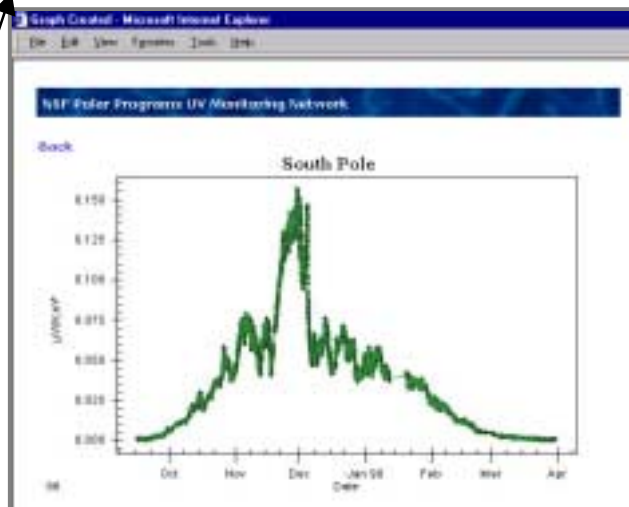 Graph Created - Microsoft Internet Explorer
File Edit View Favorites Tools Help
NSF Polar Programs UV Monitoring Network
Back
South Pole
0.150
0.125
0.100
0.075
0.050
0.025
0.000
Oct Nov Dec Jan 98 Feb Mar Apr
Date